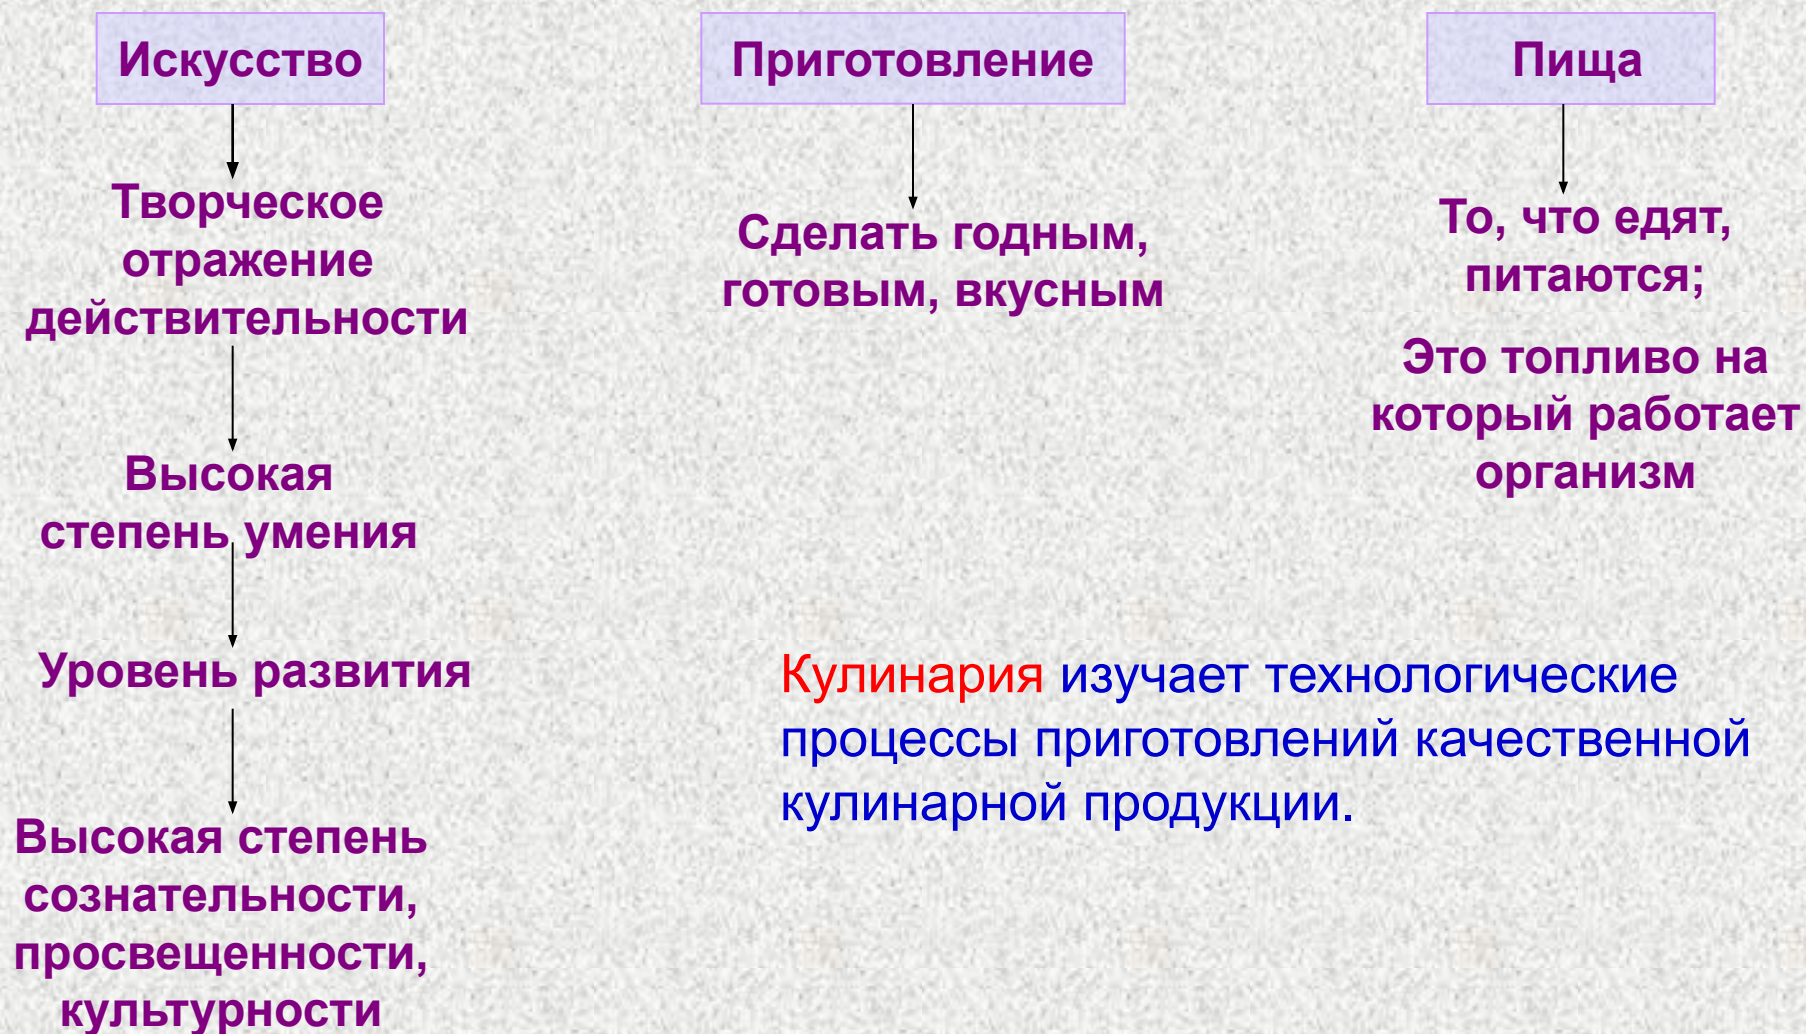 Искусство
Творческое
отражение
действительности
Высокая
степень умения
Уровень развития
Высокая степень
сознательности,
просвещенности,
культурности
Приготовление
Сделать годным,
готовым, вкусным
Пища
То, что едят,
питаются;
Это топливо на
который работает
организм
Кулинария изучает технологические
процессы приготовлений качественной
кулинарной продукции.